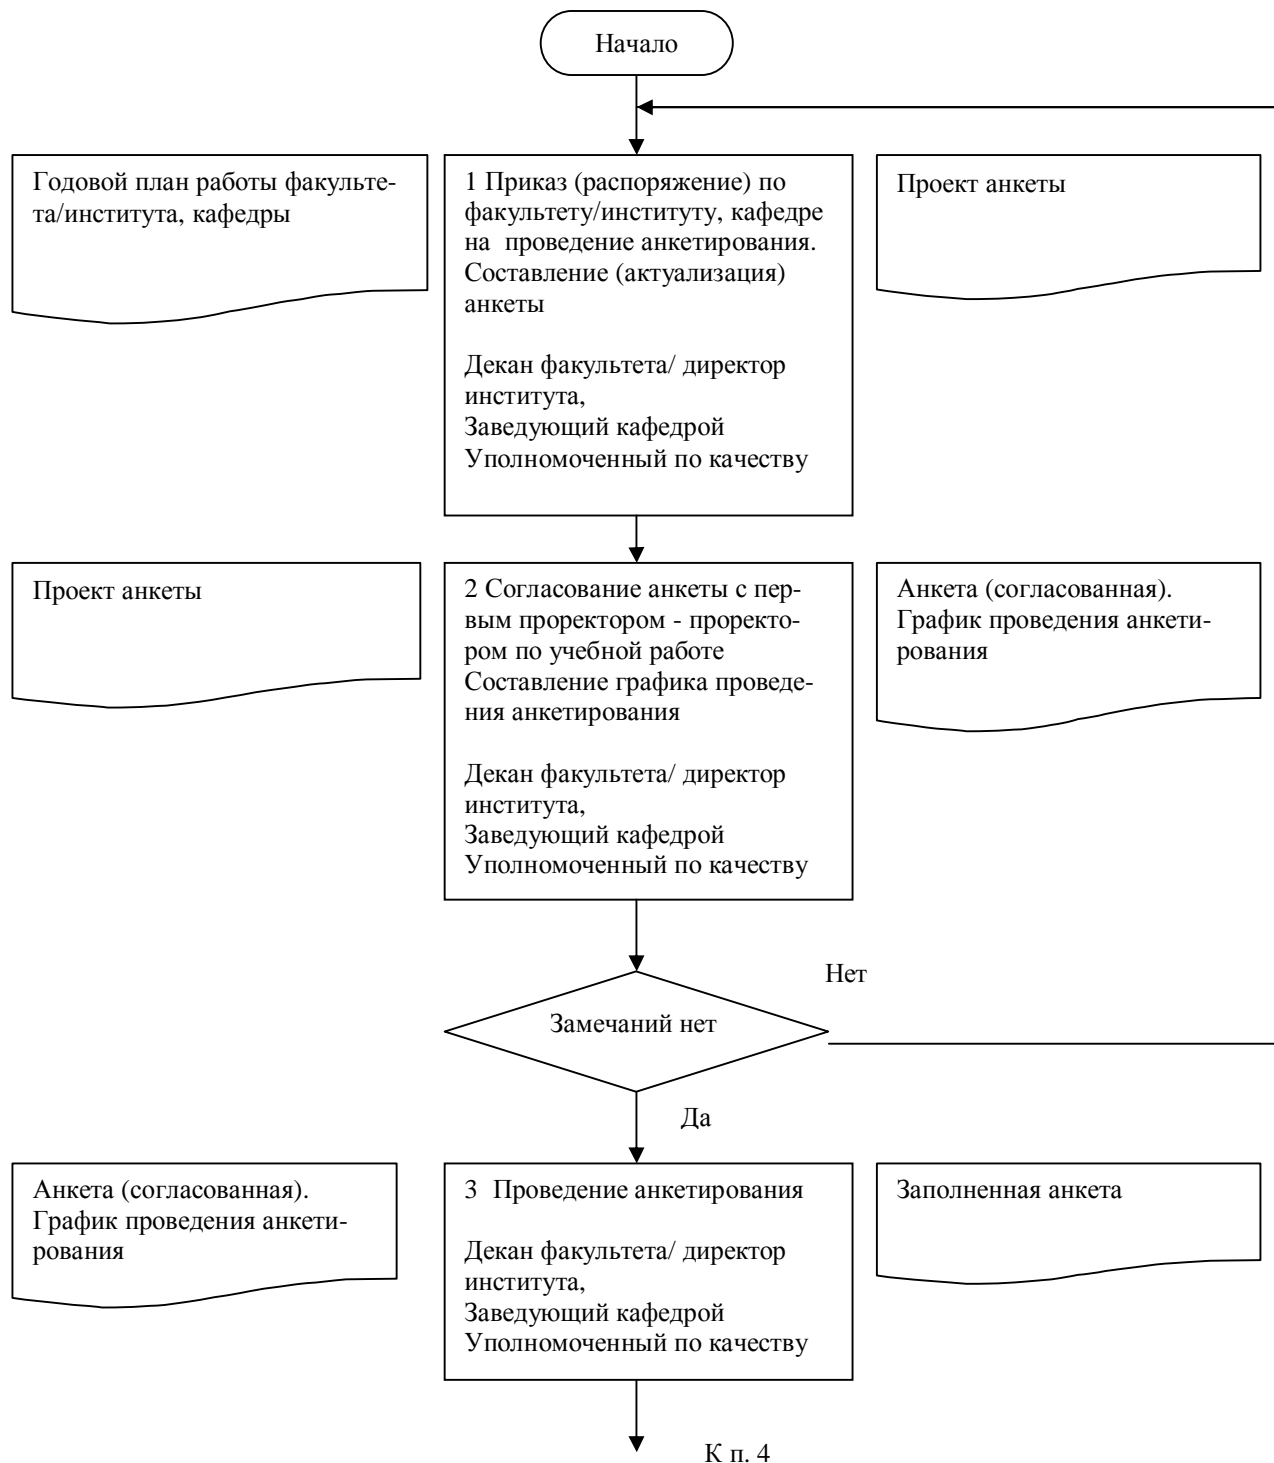 Начало
Годовой план работы факульте-
та/института, кафедры
1 Приказ (распоряжение) по
факультету/институту, кафедре
на проведение анкетирования.
Составление (актуализация)
анкеты
Декан факультета/ директор
института,
Заведующий кафедрой
Уполномоченный по качеству
Проект анкеты
Проект анкеты
2 Согласование анкеты с пер-
вым проректором - проректо-
ром по учебной работе
Составление графика проведе-
ния анкетирования
Декан факультета/ директор
института,
Заведующий кафедрой
Уполномоченный по качеству
Анкета (согласованная).
График проведения анкети-
рования
Нет
Замечаний нет
Да
Анкета (согласованная).
График проведения анкети-
рования
3 Проведение анкетирования
Декан факультета/ директор
института,
Заведующий кафедрой
Уполномоченный по качеству
Заполненная анкета
К п. 4